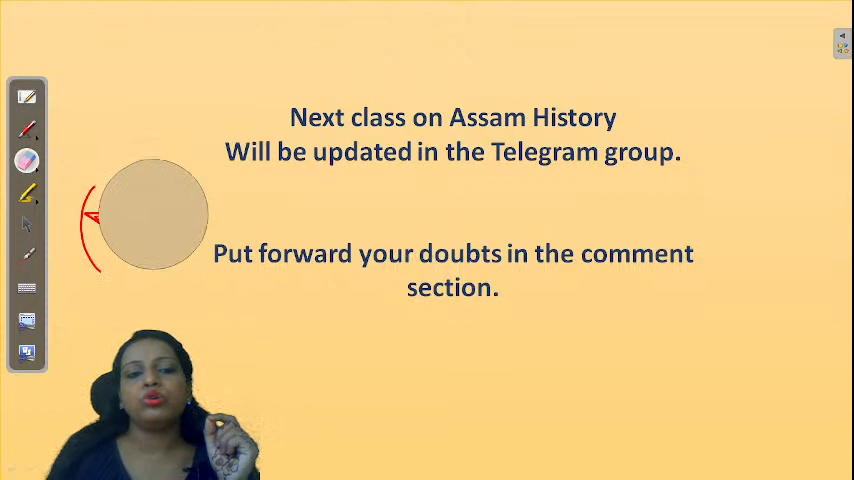 Next class on Assam History
Will be updated in the Telegram group.
Put forward your doubts in the comment
section.